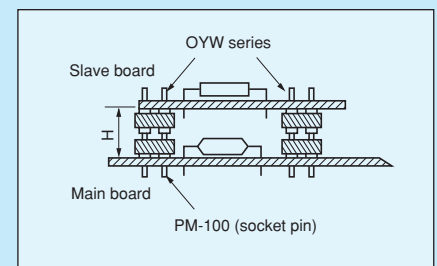 OYW series
Slave board
H
Main board
PM-100 (socket pin)